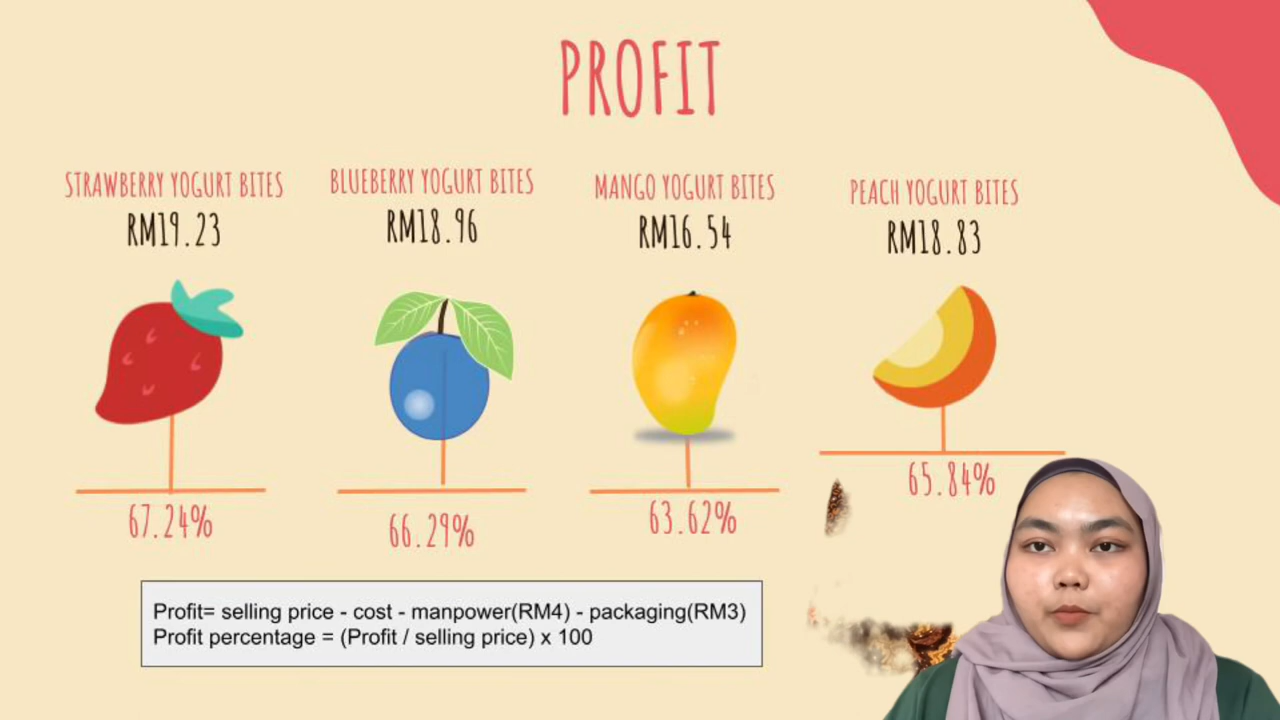 PROFIT
STRAWBERRY YOGURT BITES
RM19.23
BLUEBERRY YOGURT BITES
RM18.96
MANGO YOGURT BITES
RM16.54
PEACH YOGURT BITES
RM18.83
67.24%
66.29%
63.62%
65.84%
Profit= selling price - cost - manpower(RM4) - packaging(RM3)
Profit percentage = (Profit / selling price) x 100